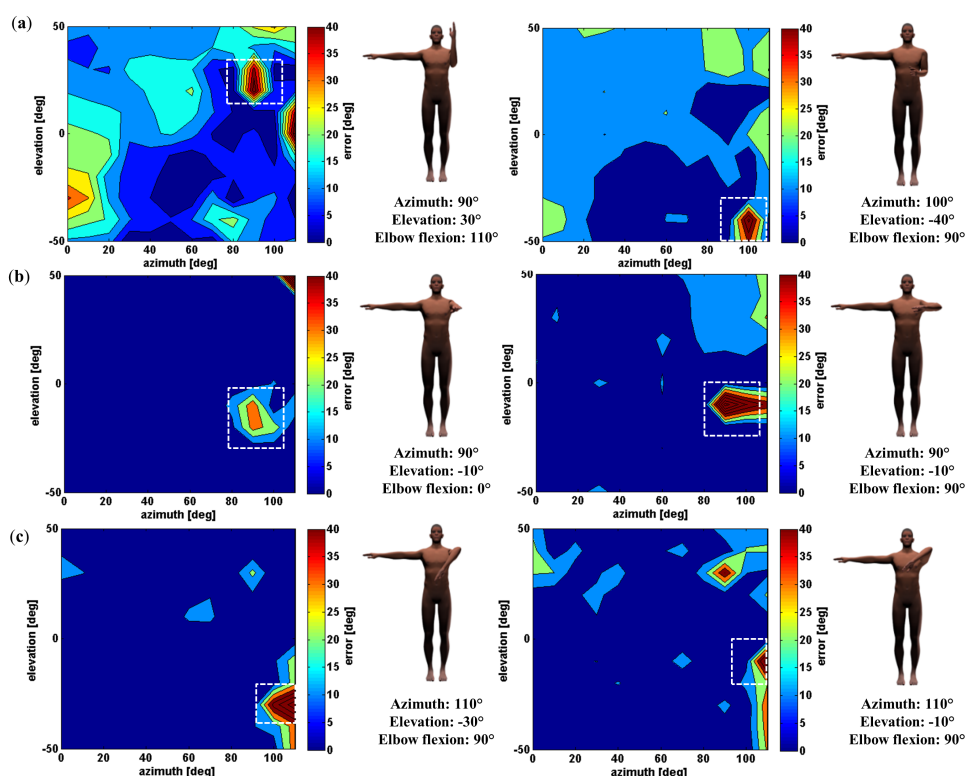 (a)
50
0
-50
elevation [deg]
0 20 40 60 80 100
azimuth [deg]
40
35
30
25
20
15
10
5
0
error [deg]
Azimuth: 90°
Elevation: 30°
Elbow flexion: 110°
50
0
-50
elevation [deg]
0 20 40 60 80 100
azimuth [deg]
40
35
30
25
20
15
10
5
0
error [deg]
Azimuth: 100°
Elevation: -40°
Elbow flexion: 90°
(b)
50
0
-50
elevation [deg]
0 20 40 60 80 100
azimuth [deg]
40
35
30
25
20
15
10
5
0
error [deg]
Azimuth: 90°
Elevation: -10°
Elbow flexion: 0°
50
0
-50
elevation [deg]
0 20 40 60 80 100
azimuth [deg]
40
35
30
25
20
15
10
5
0
error [deg]
Azimuth: 90°
Elevation: -10°
Elbow flexion: 90°
(c)
50
0
-50
elevation [deg]
0 20 40 60 80 100
azimuth [deg]
40
35
30
25
20
15
10
5
0
error [deg]
Azimuth: 110°
Elevation: -30°
Elbow flexion: 90°
50
0
-50
elevation [deg]
0 20 40 60 80 100
azimuth [deg]
40
35
30
25
20
15
10
5
0
error [deg]
Azimuth: 110°
Elevation: -10°
Elbow flexion: 90°